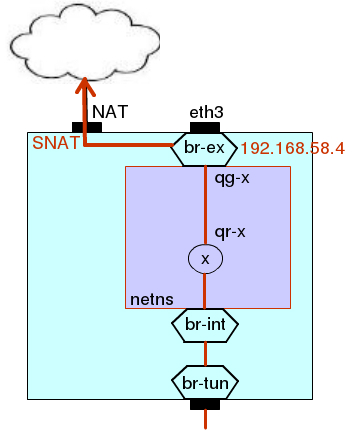 NAT
eth3
SNAT
br-ex
192.168.58.4
qg-x
qr-x
x
netns
br-int
br-tun